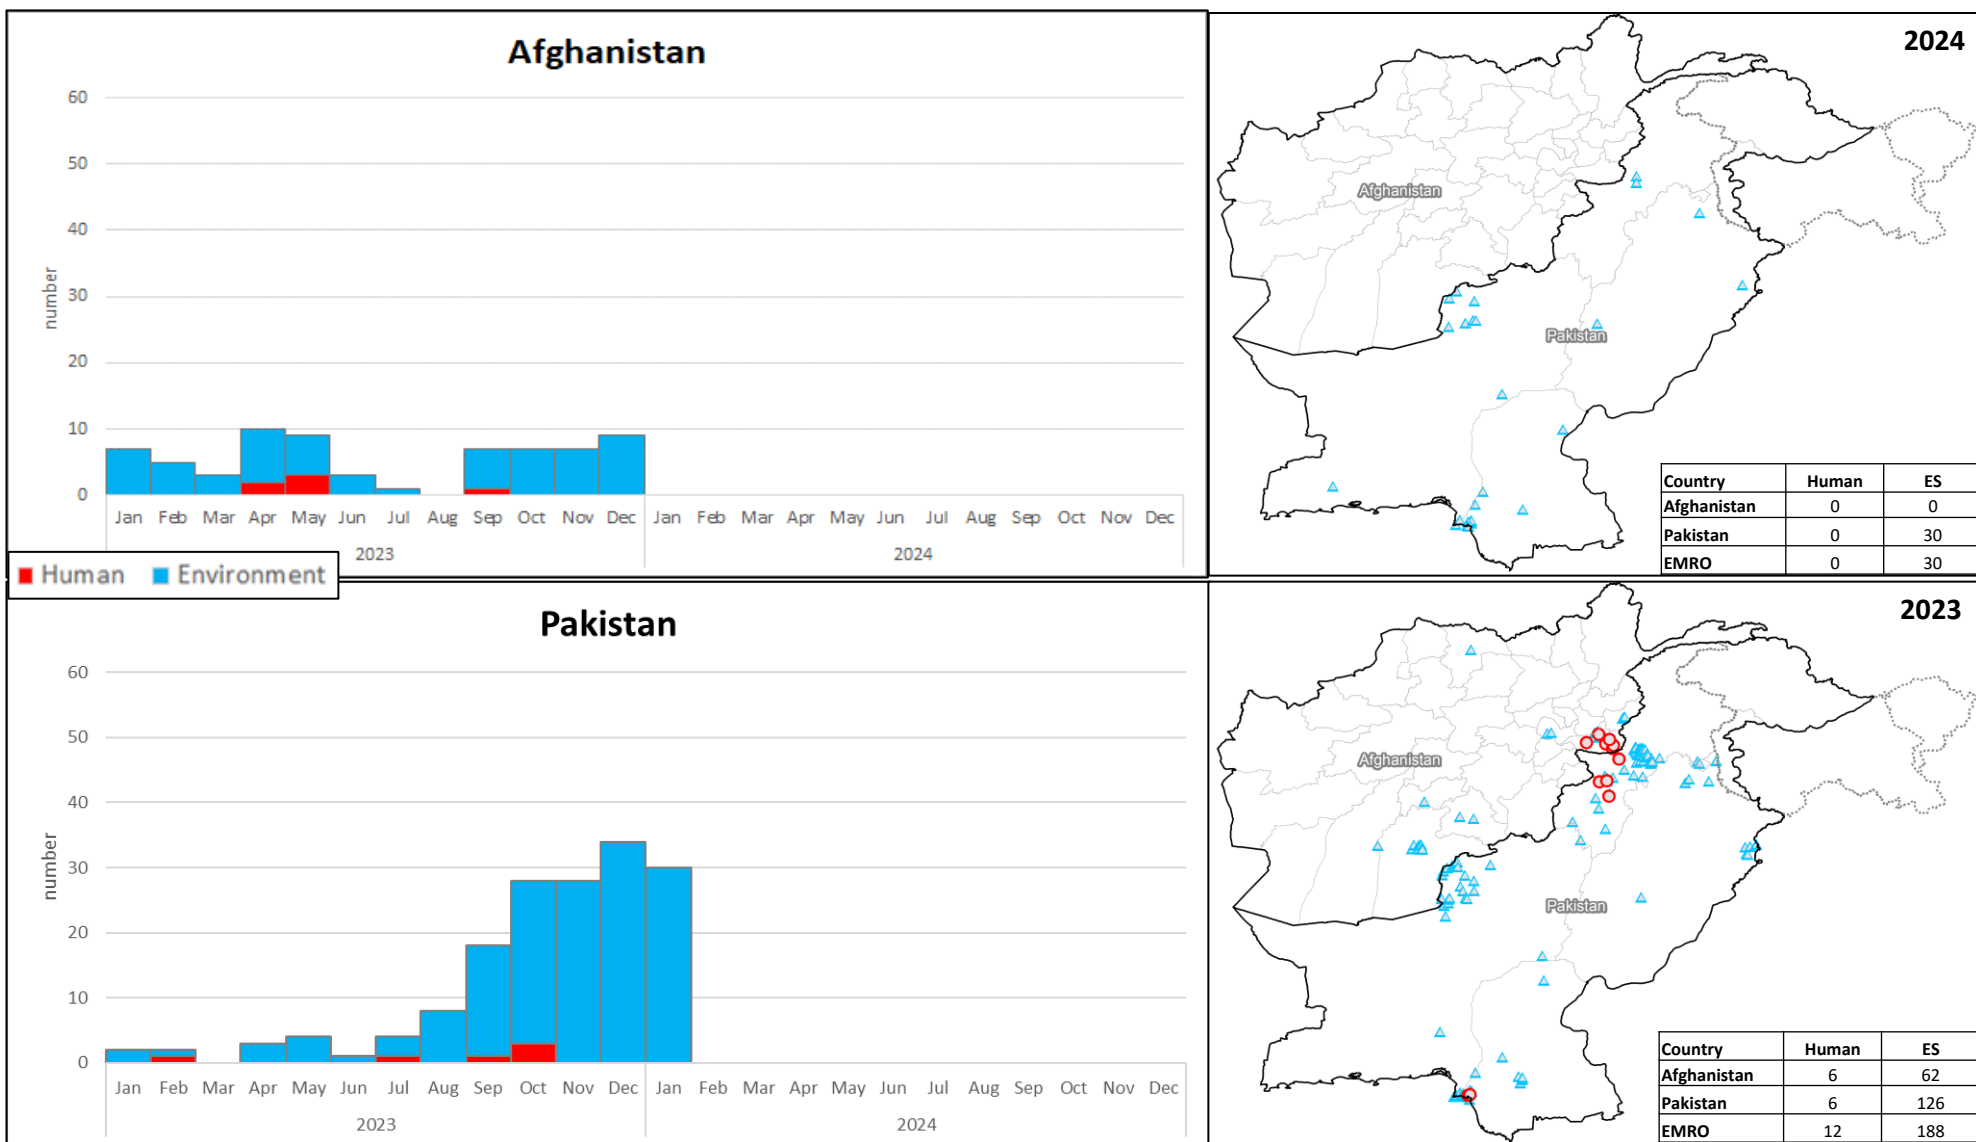 Afghanistan
60
50
40
30
20
10
0
number
Jan Feb Mar Apr May Jun Jul Aug Sep Oct Nov Dec Jan Feb Mar Apr May Jun Jul Aug Sep Oct Nov Dec
2023 2024
Human Environment
2024
Afghanistan
Pakistan
Country Human ES
Afghanistan 0 0
Pakistan 0 30
EMRO 0 30
Pakistan
60
50
40
30
20
10
0
number
Jan Feb Mar Apr May Jun Jul Aug Sep Oct Nov Dec Jan Feb Mar Apr May Jun Jul Aug Sep Oct Nov Dec
2023 2024
2023
Afghanistan
Pakistan
Country Human ES
Afghanistan 6 62
Pakistan 6 126
EMRO 12 188